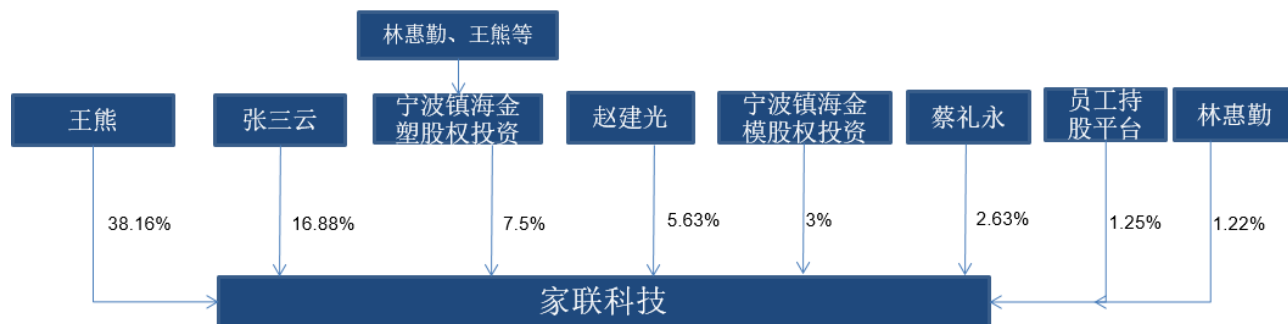 林惠勤、王熊等
王熊
张三云
宁波镇海金
塑股权投资
赵建光
宁波镇海金
模股权投资
蔡礼永
员工持
股平台
林惠勤
38.16%
16.88%
7.5%
5.63%
3%
2.63%
1.25%
1.22%
家联科技